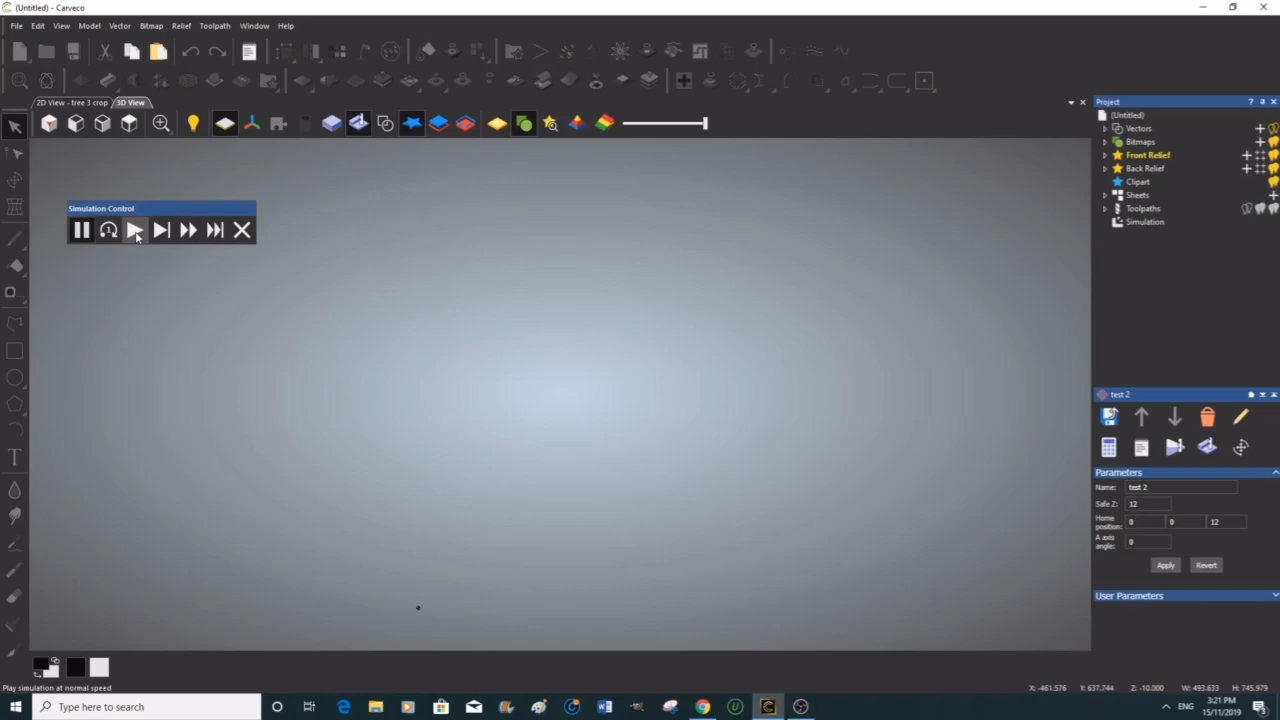 (Untitled) - Carveco
File Edit View Model Vector Bitmap Relief Toolpath Window Help
2D View - tree 3 crop 3D View
Simulation Control
1
Project
(Untitled)
Vectors
Bitmaps
Front Relief
Back Relief
Clipart
Sheets
Toolpaths
Simulation
test 2
Parameters
Name: test 2
Safe Z: 12
Home position: 0 0 12
A axis angle: 0
Apply Revert
User Parameters
Play simulation at normal speed
X: -461.576 Y: 637.744 Z: -10.000 W: 493.633 H: 745.979
Type here to search
ENG
3:21 PM
15/11/2019
3